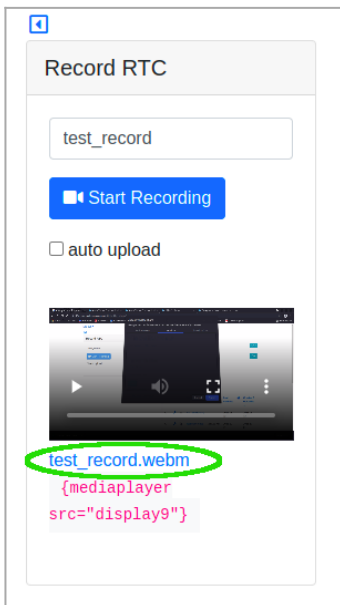 Record RTC
test_record
Start Recording
auto upload
test_record.webm
{mediaplayer
src="display9"}